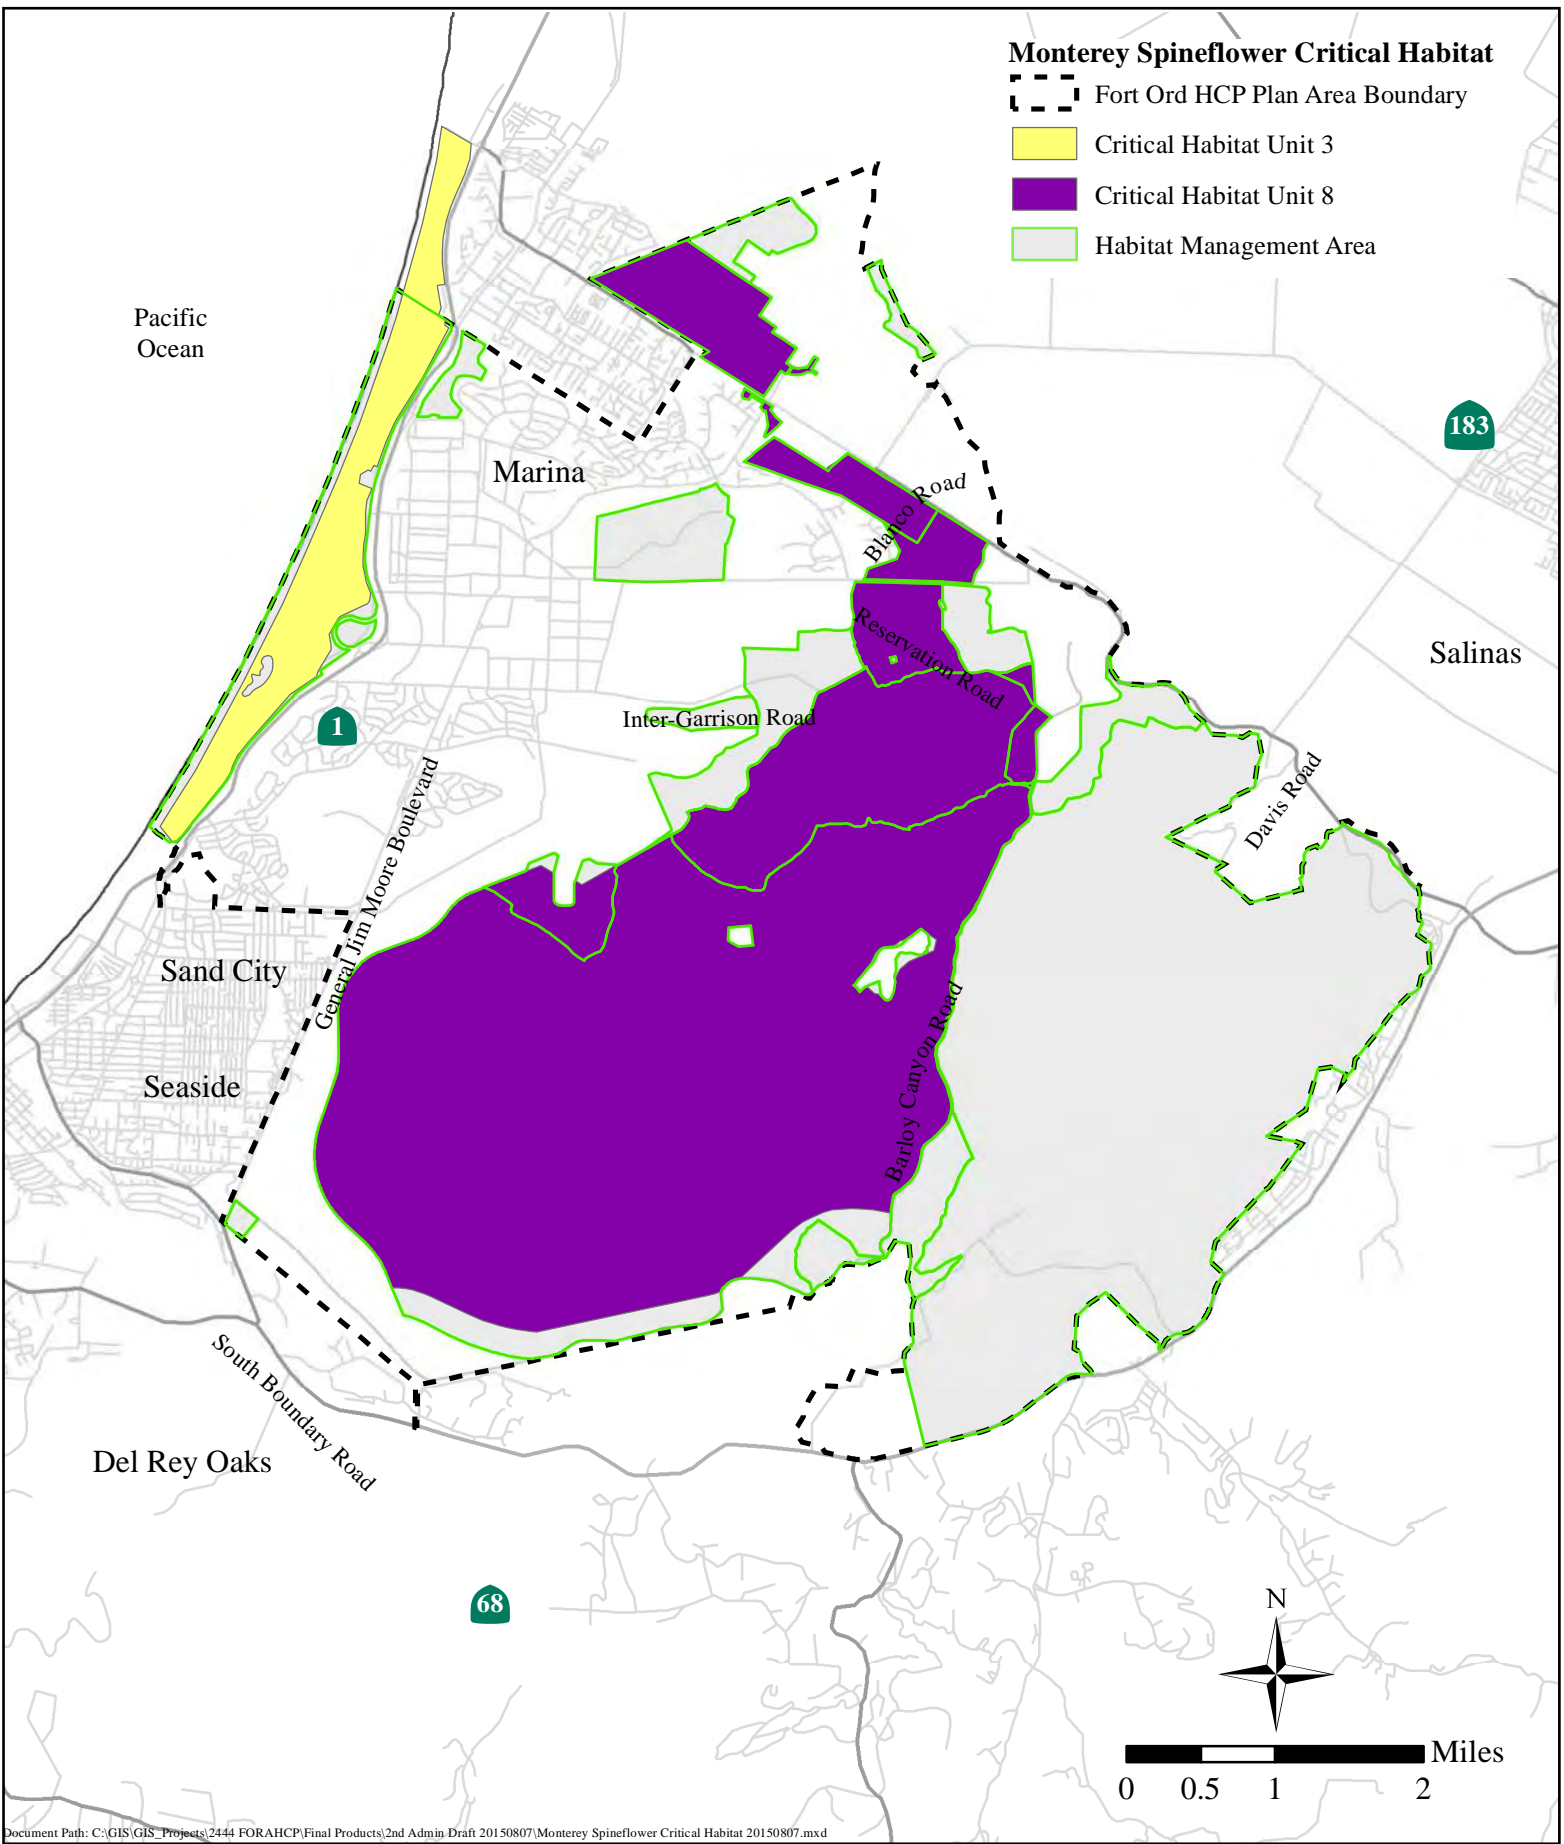 Monterey Spineflower Critical Habitat
Fort Ord HCP Plan Area Boundary
Critical Habitat Unit 3
Critical Habitat Unit 8
Habitat Management Area
Pacific
Ocean
183
Marina
Blanco Road
Reservation Road
Salinas
Inter-Garrison Road
1
General Jim Moore Boulevard
Davis Road
Sand City
Barloy Canyon Road
Seaside
South Boundary Road
Del Rey Oaks
68
N
Miles
0 0.5 1 2
Document Path: C:\GIS\GIS_Projects\2444 FORAHCP\Final Products\2nd Admin Draft 20150807\Monterey Spineflower Critical Habitat 20150807.mxd